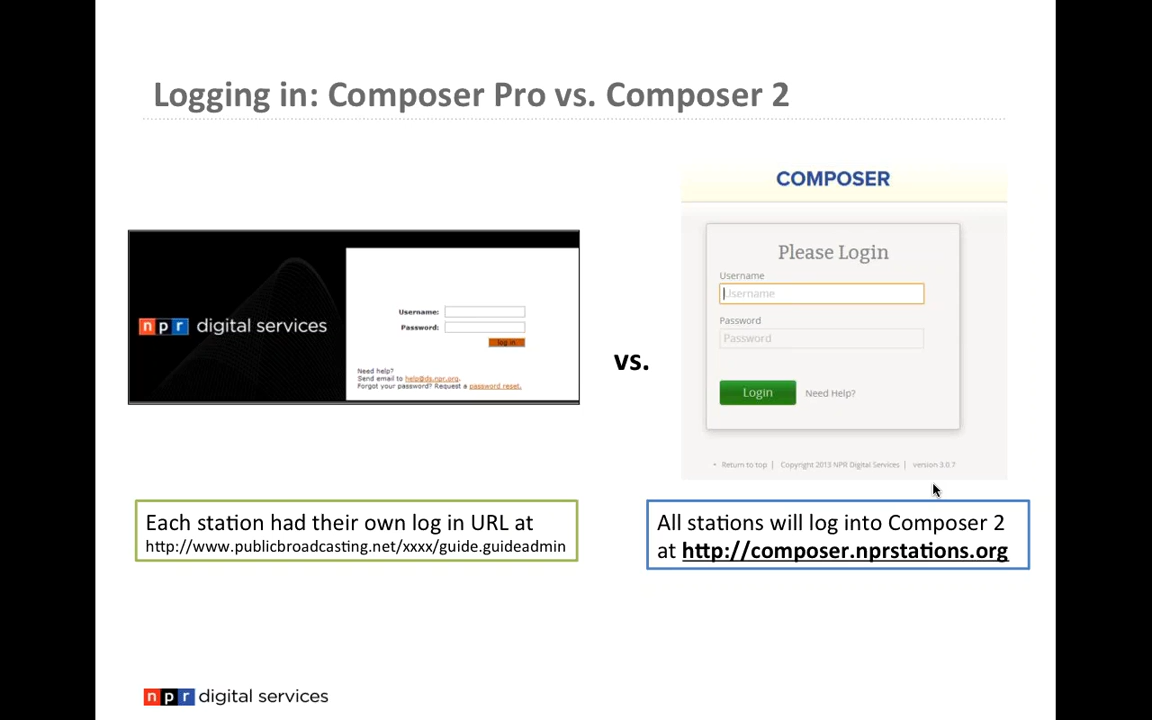 Logging in: Composer Pro vs. Composer 2
npr digital services
Username:
Password:
log in
Need help?
Send email to help@ds.npr.org.
Forgot your password? Request a password reset.
vs.
COMPOSER
Please Login
Username
Username
Password
Password
Login Need Help?
• Return to top | Copyright 2013 NPR Digital Services | version 3.0.7
Each station had their own log in URL at
http://www.publicbroadcasting.net/xxxx/guide.guideadmin
All stations will log into Composer 2
at http://composer.nprstations.org
npr digital services